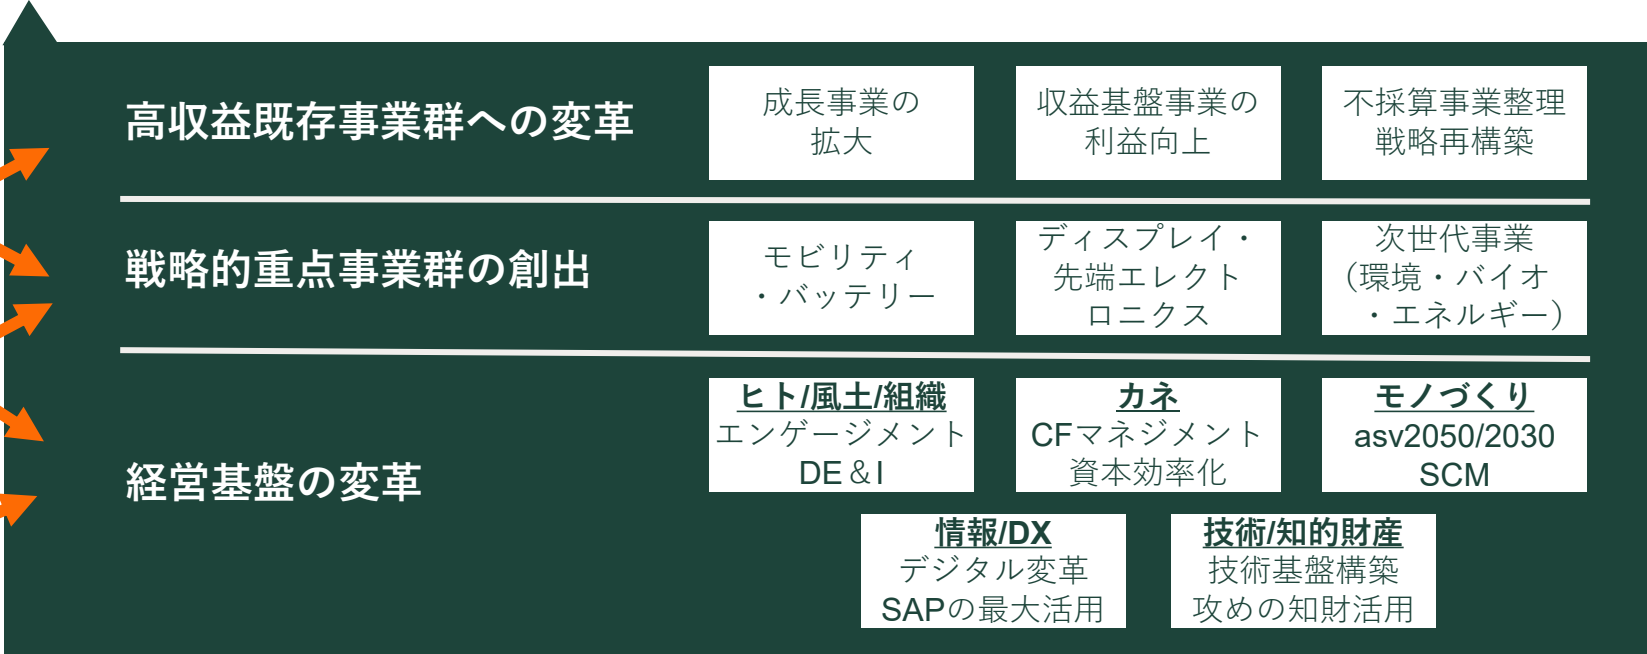 高収益既存事業群への変革
成長事業の
拡大
収益基盤事業の
利益向上
不採算事業整理
戦略再構築
戦略的重点事業群の創出
モビリティ
・バッテリー
ディスプレイ・
先端エレクト
ロニクス
次世代事業
（環境・バイオ
・エネルギー）
経営基盤の変革
ヒト/風土/組織
エンゲージメント
DE＆I
カネ
CFマネジメント
資本効率化
モノづくり
asv2050/2030
SCM
情報/DX
デジタル変革
SAPの最大活用
技術/知的財産
技術基盤構築
攻めの知財活用